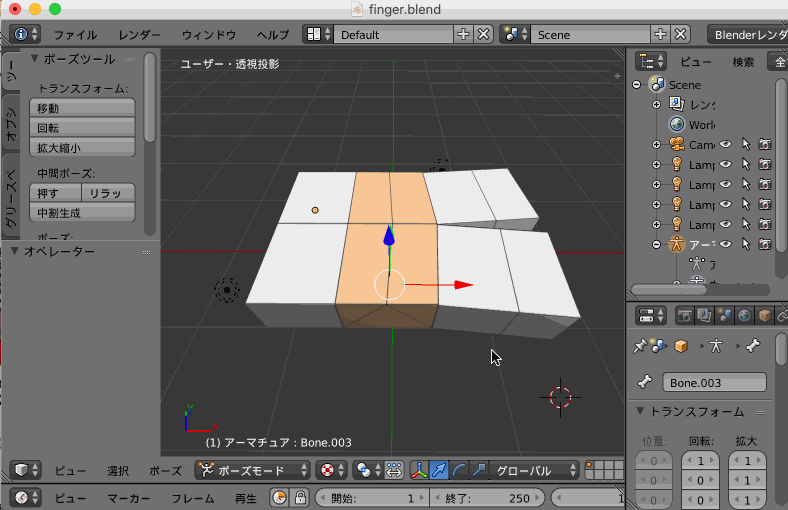 finger.blend
ファイル レンダー ウィンドウ ヘルプ Default Scene Blenderレンダ
ポーズツール
トランスフォーム:
移動
回転
拡大縮小
中間ポーズ:
押す リラッ
中割生成
ポーズ:
オペレーター
ツー
オプシ
グリースペ
ユーザー・透視投影
(1) アーマチュア : Bone.003
ビュー 選択 ポーズ ポーズモード グローバル
ビュー マーカー フレーム 再生 開始: 1 終了: 250 1
ビュー 検索 全
Scene
レン
Worl
Came
Lamp
Lamp
Lamp
Lamp
アー
ア
Bone.003
トランスフォーム
位置: 回転: 拡大
0 1 1
0 0 1
0 0 1